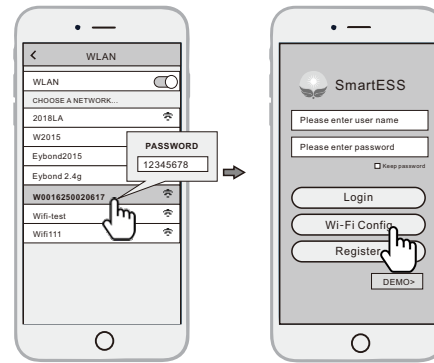 WLAN
WLAN
CHOOSE A NETWORK...
2018LA
W2015
Eybond2015
Eybond 2.4g
W0016250020617
Wifi-test
Wifi111
PASSWORD
12345678
SmartESS
Please enter user name
Please enter password
Keep password
Login
Wi-Fi Config
Register
DEMO>